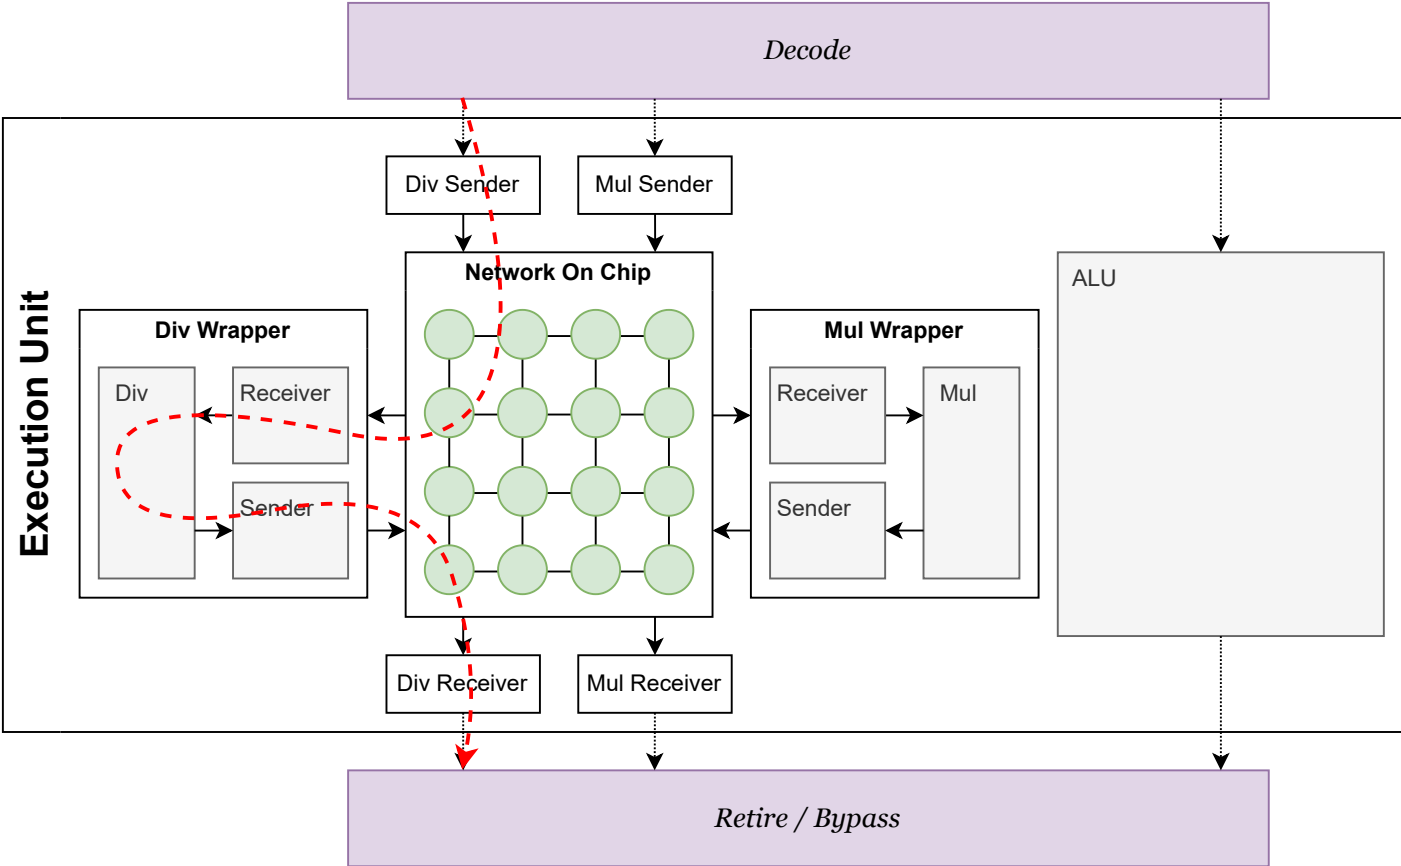 Decode
Div Sender
Mul Sender
Network On Chip
ALU
Execution Unit
Div Wrapper
Mul Wrapper
Div
Receiver
Receiver
Mul
Sender
Sender
Div Receiver
Mul Receiver
Retire / Bypass